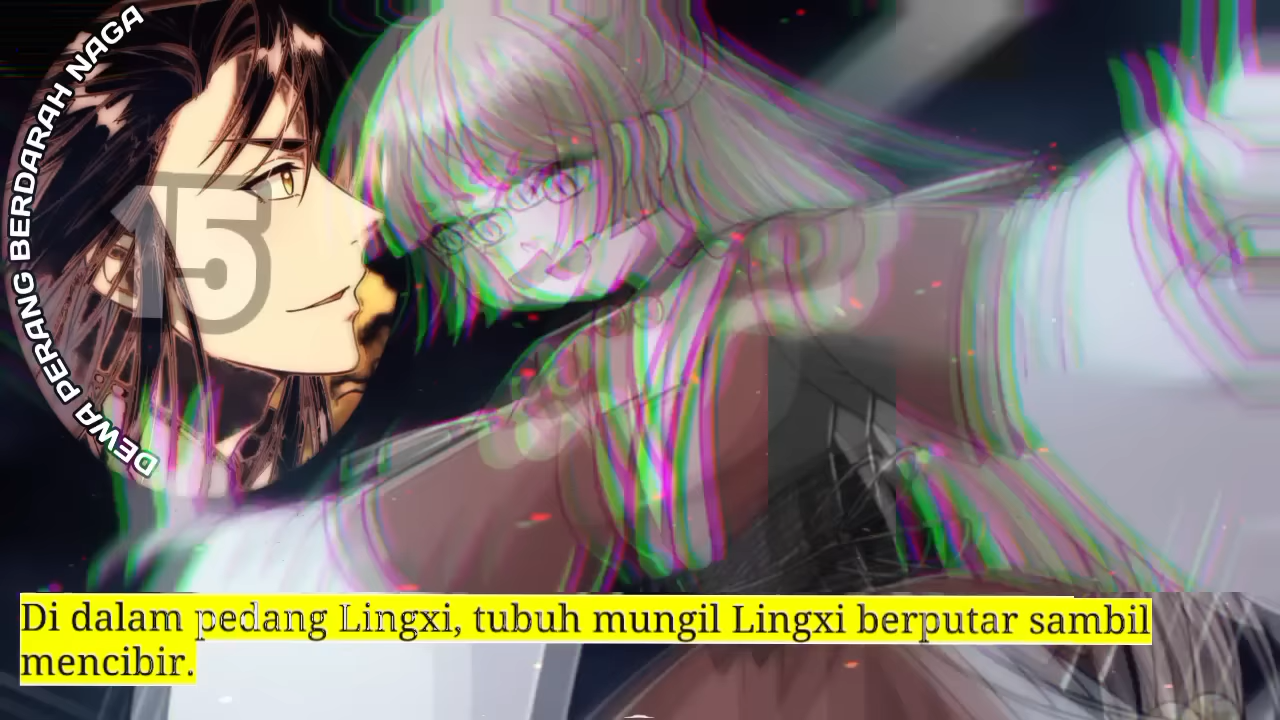 DEWA PERANG BERDARAH NAGA
15
Di dalam pedang Lingxi, tubuh mungil Lingxi berputar sambil
mencibir.